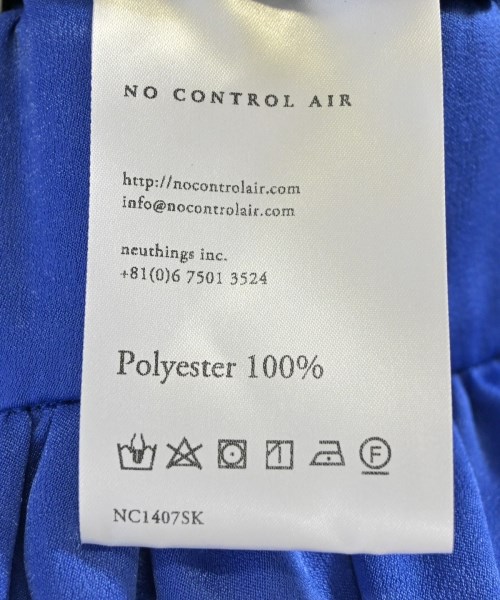 NO CONTROL AIR
http://nocontrolair.com
info@nocontrolair.com
neuthings inc.
+81(0)6 7501 3524
Polyester 100%
F
NC1407SK